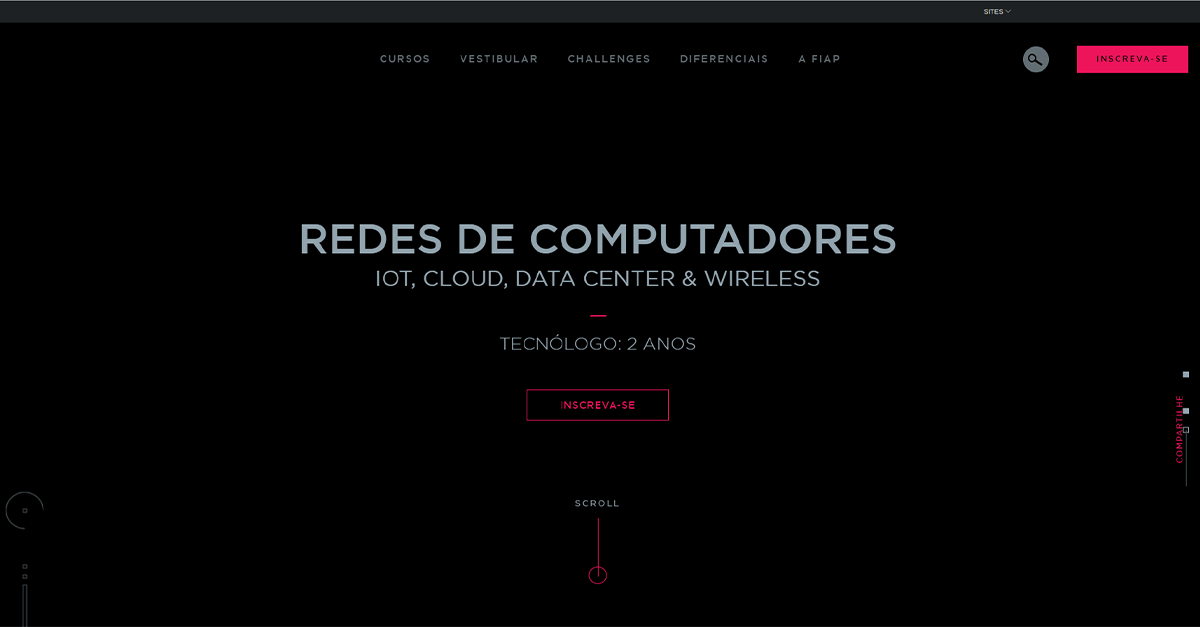 SITES
CURSOS VESTIBULAR CHALLENGES DIFERENCIAIS A FIAP INSCREVA-SE
REDES DE COMPUTADORES
IOT, CLOUD, DATA CENTER & WIRELESS
TECNÓLOGO: 2 ANOS
INSCREVA-SE
COMPARTILHE
SCROLL